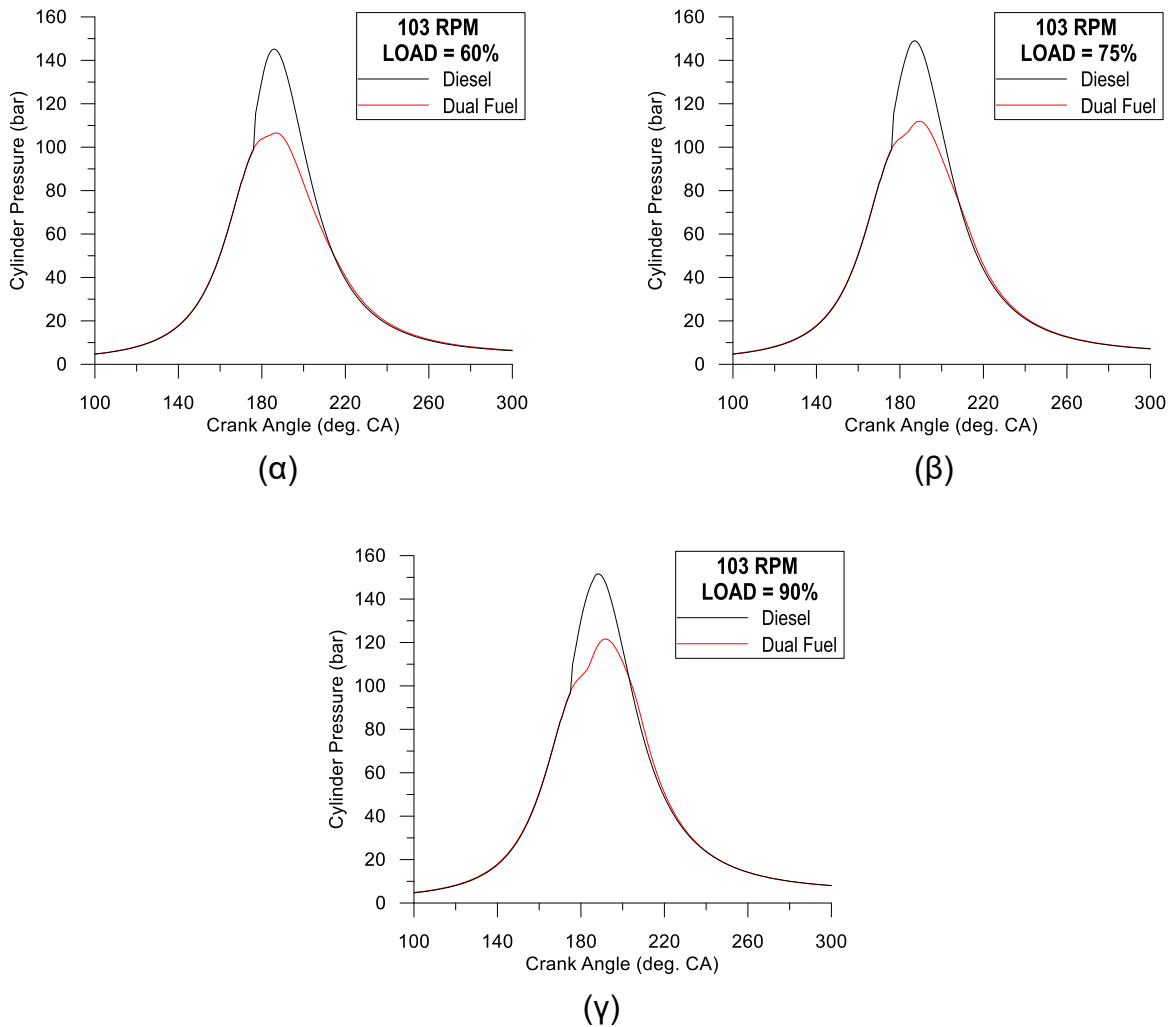 103 RPM
LOAD = 60%
Diesel
Dual Fuel
160
140
120
100
80
60
40
20
0
Cylinder Pressure (bar)
100 140 180 220 260 300
Crank Angle (deg. CA)
(α)
103 RPM
LOAD = 75%
Diesel
Dual Fuel
160
140
120
100
80
60
40
20
0
Cylinder Pressure (bar)
100 140 180 220 260 300
Crank Angle (deg. CA)
(β)
103 RPM
LOAD = 90%
Diesel
Dual Fuel
160
140
120
100
80
60
40
20
0
Cylinder Pressure (bar)
100 140 180 220 260 300
Crank Angle (deg. CA)
(γ)